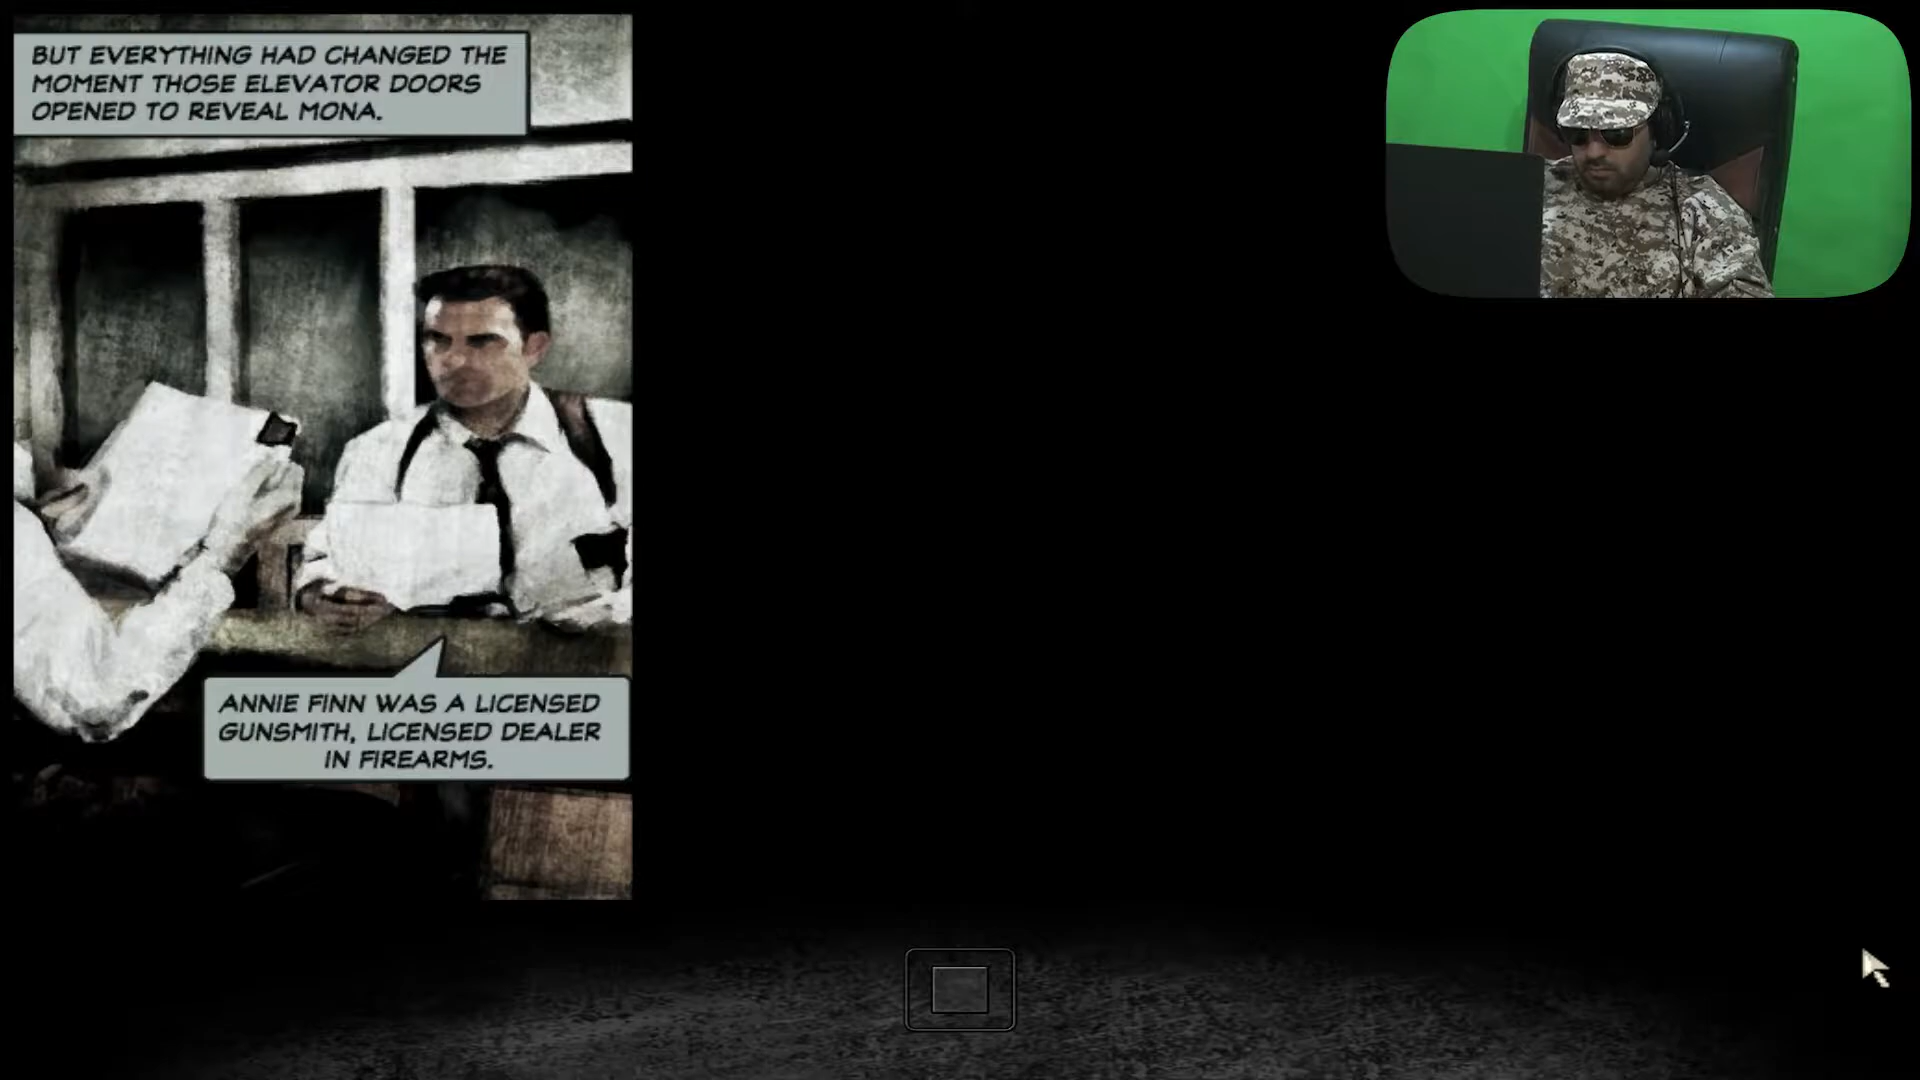 BUT EVERYTHING HAD CHANGED THE
MOMENT THOSE ELEVATOR DOORS
OPENED TO REVEAL MONA.
ANNIE FINN WAS A LICENSED
GUNSMITH, LICENSED DEALER
IN FIREARMS.